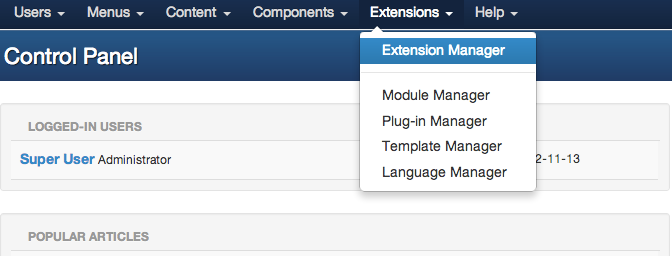 Users Menus Content Components Extensions Help
Control Panel
Extension Manager
Module Manager
Plug-in Manager
Template Manager
Language Manager
LOGGED-IN USERS
Super User Administrator 2-11-13
POPULAR ARTICLES